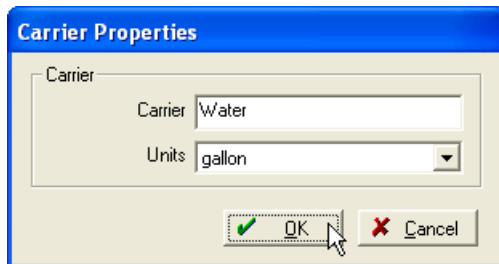 Carrier Properties
Carrier
Carrier Water
Units gallon
OK Cancel